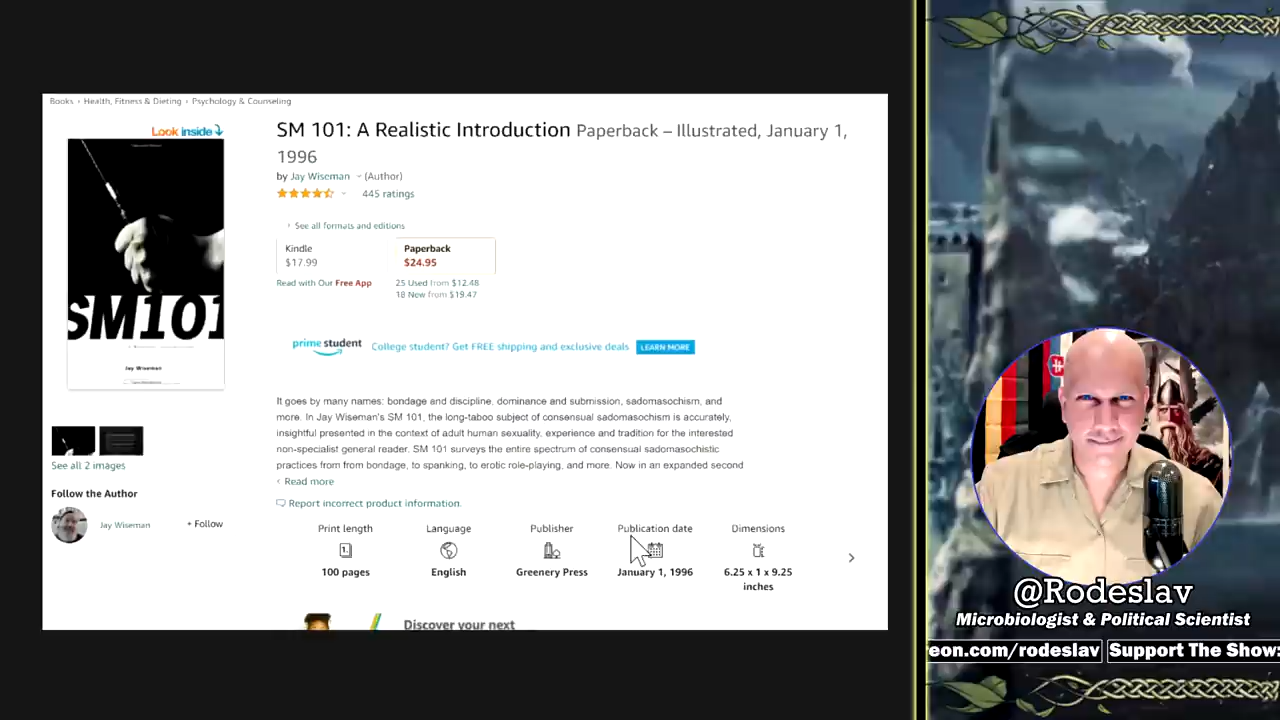 Books › Health, Fitness & Dieting › Psychology & Counseling
Look inside
SM101
Jay Wiseman
See all 2 images
Follow the Author
Jay Wiseman
+ Follow
SM 101: A Realistic Introduction Paperback – Illustrated, January 1,
1996
by Jay Wiseman (Author)
445 ratings
› See all formats and editions
Kindle
$17.99
Paperback
$24.95
Read with Our Free App
25 Used from $12.48
18 New from $19.47
prime student
College student? Get FREE shipping and exclusive deals
LEARN MORE
It goes by many names: bondage and discipline, dominance and submission, sadomasochism, and
more. In Jay Wiseman's SM 101, the long-taboo subject of consensual sadomasochism is accurately,
insightful presented in the context of adult human sexuality, experience and tradition for the interested
non-specialist general reader. SM 101 surveys the entire spectrum of consensual sadomasochistic
practices from from bondage, to spanking, to erotic role-playing, and more. Now in an expanded second
‹ Read more
Report incorrect product information.
Print length
100 pages
Language
English
Publisher
Greenery Press
Publication date
January 1, 1996
Dimensions
6.25 x 1 x 9.25
inches
Discover your next
@Rodeslav
Microbiologist & Political Scientist
reon.com/rodeslav
Support The Show: